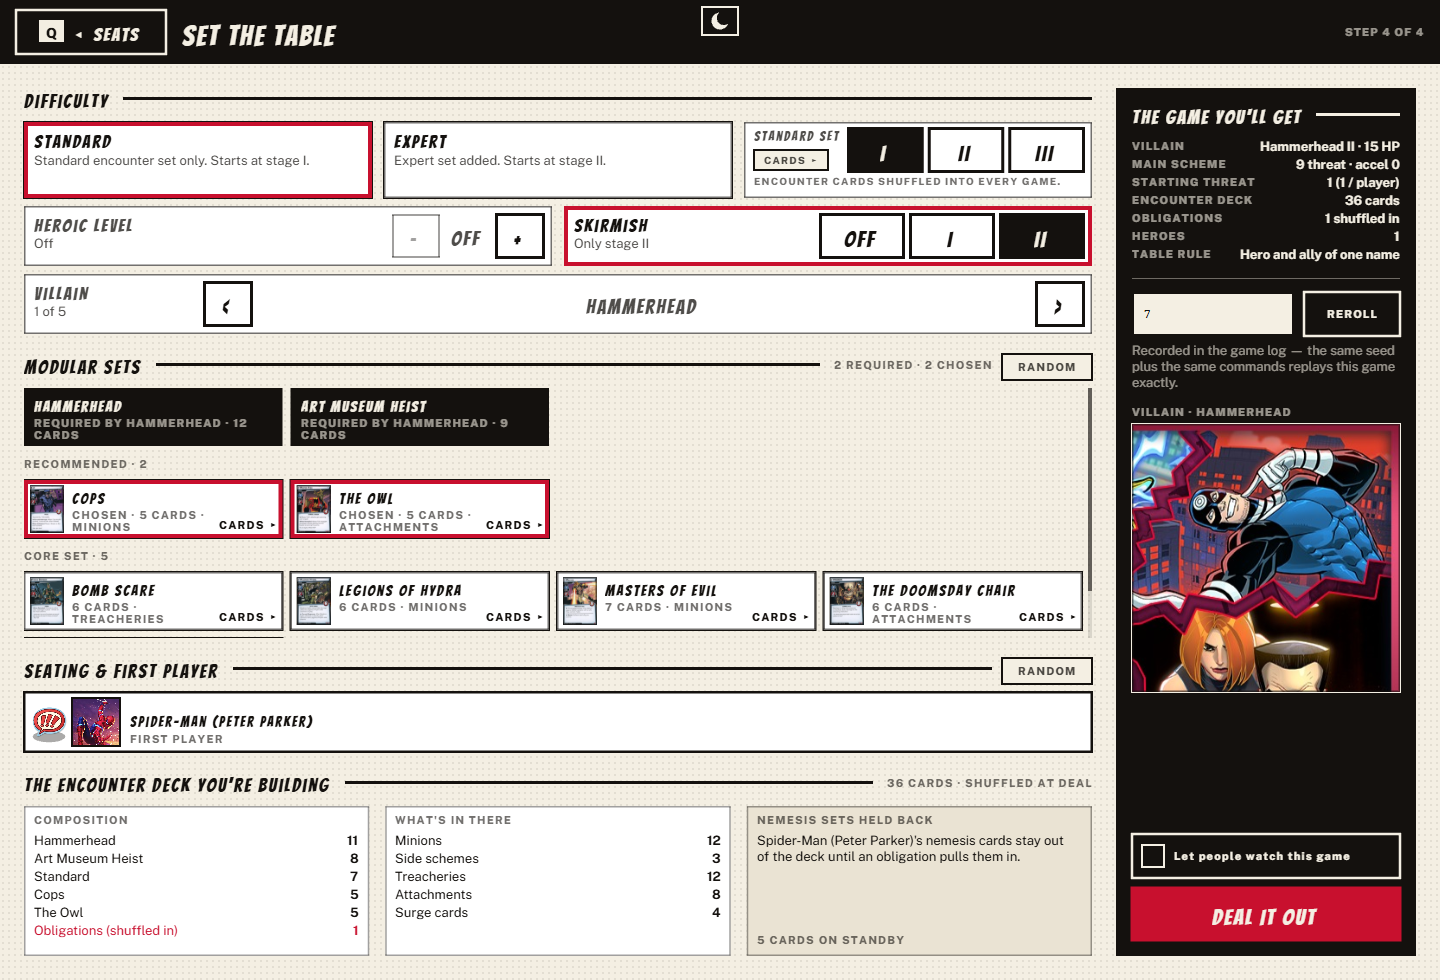 Q ◂ SEATS
SET THE TABLE
STEP 4 OF 4
DIFFICULTY
STANDARD
Standard encounter set only. Starts at stage I.
EXPERT
Expert set added. Starts at stage II.
STANDARD SET
CARDS ▸
I
II
III
ENCOUNTER CARDS SHUFFLED INTO EVERY GAME.
HEROIC LEVEL
Off
-
OFF
+
SKIRMISH
Only stage II
OFF
I
II
VILLAIN
1 of 5
‹
HAMMERHEAD
›
MODULAR SETS
2 REQUIRED · 2 CHOSEN
RANDOM
HAMMERHEAD
REQUIRED BY HAMMERHEAD · 12
CARDS
ART MUSEUM HEIST
REQUIRED BY HAMMERHEAD · 9
CARDS
RECOMMENDED · 2
COPS
CHOSEN · 5 CARDS ·
MINIONS
CARDS ▸
THE OWL
CHOSEN · 5 CARDS ·
ATTACHMENTS
CARDS ▸
CORE SET · 5
BOMB SCARE
6 CARDS ·
TREACHERIES
CARDS ▸
LEGIONS OF HYDRA
6 CARDS · MINIONS
CARDS ▸
MASTERS OF EVIL
7 CARDS · MINIONS
CARDS ▸
THE DOOMSDAY CHAIR
6 CARDS ·
ATTACHMENTS
CARDS ▸
SEATING & FIRST PLAYER
RANDOM
SPIDER-MAN (PETER PARKER)
FIRST PLAYER
THE ENCOUNTER DECK YOU'RE BUILDING
36 CARDS · SHUFFLED AT DEAL
COMPOSITION
Hammerhead 11
Art Museum Heist 8
Standard 7
Cops 5
The Owl 5
Obligations (shuffled in) 1
WHAT'S IN THERE
Minions 12
Side schemes 3
Treacheries 12
Attachments 8
Surge cards 4
NEMESIS SETS HELD BACK
Spider-Man (Peter Parker)'s nemesis cards stay out
of the deck until an obligation pulls them in.
5 CARDS ON STANDBY
THE GAME YOU'LL GET
VILLAIN Hammerhead II · 15 HP
MAIN SCHEME 9 threat · accel 0
STARTING THREAT 1 (1 / player)
ENCOUNTER DECK 36 cards
OBLIGATIONS 1 shuffled in
HEROES 1
TABLE RULE Hero and ally of one name
7
REROLL
Recorded in the game log — the same seed
plus the same commands replays this game
exactly.
VILLAIN · HAMMERHEAD
Let people watch this game
DEAL IT OUT